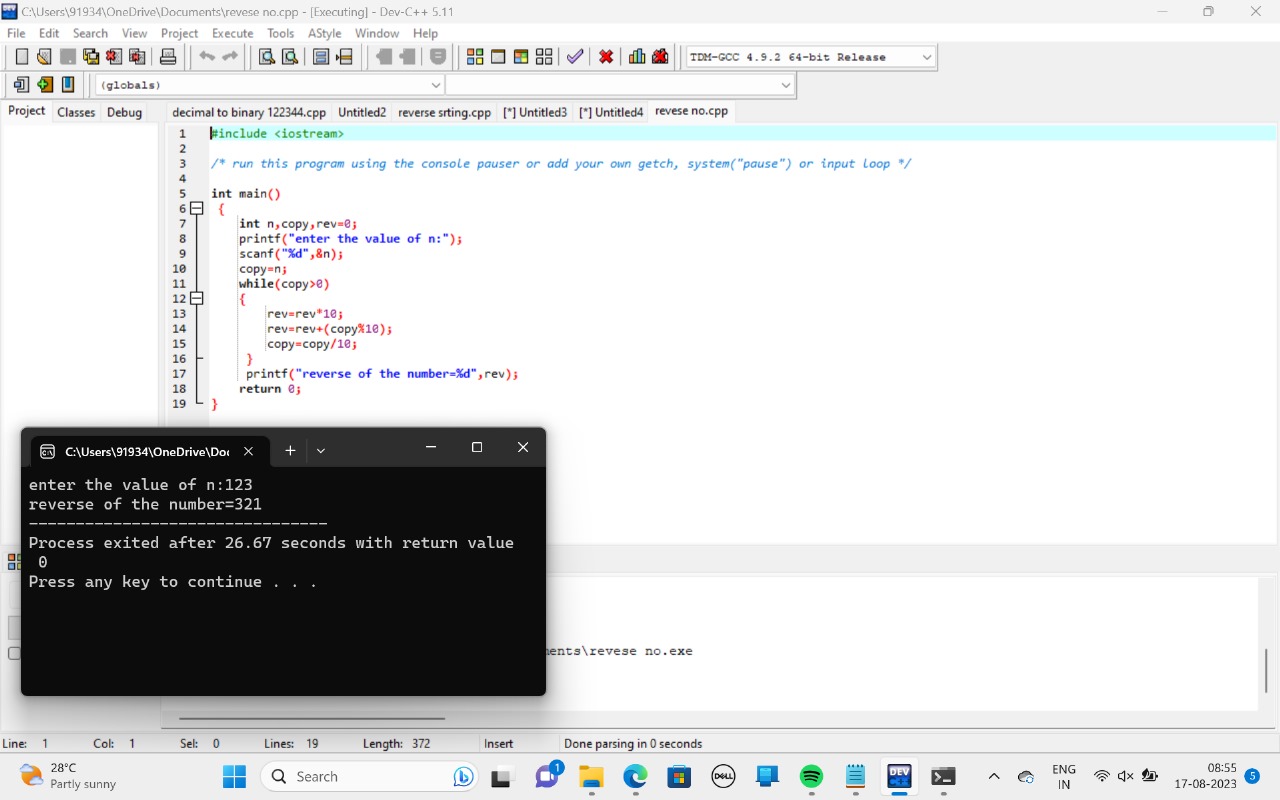 C:\Users\91934\OneDrive\Documents\revese no.cpp - [Executing] - Dev-C++ 5.11
File Edit Search View Project Execute Tools AStyle Window Help
TDM-GCC 4.9.2 64-bit Release
(globals)
Project Classes Debug
decimal to binary 122344.cpp Untitled2 reverse srting.cpp [*] Untitled3 [*] Untitled4 revese no.cpp
1 #include <iostream>
2
3 /* run this program using the console pauser or add your own getch, system("pause") or input loop */
4
5 int main()
6 {
7 int n,copy,rev=0;
8 printf("enter the value of n:");
9 scanf("%d",&n);
10 copy=n;
11 while(copy>0)
12 {
13 rev=rev*10;
14 rev=rev+(copy%10);
15 copy=copy/10;
16 }
17 printf("reverse of the number=%d",rev);
18 return 0;
19 }
C:\Users\91934\OneDrive\Do
enter the value of n:123
reverse of the number=321
--------------------------------
Process exited after 26.67 seconds with return value
0
Press any key to continue . . .
ments\revese no.exe
Line: 1 Col: 1 Sel: 0 Lines: 19 Length: 372 Insert Done parsing in 0 seconds
28°C
Partly sunny
Search
1
DELL
DEV
ENG
IN
08:55
17-08-2023
5